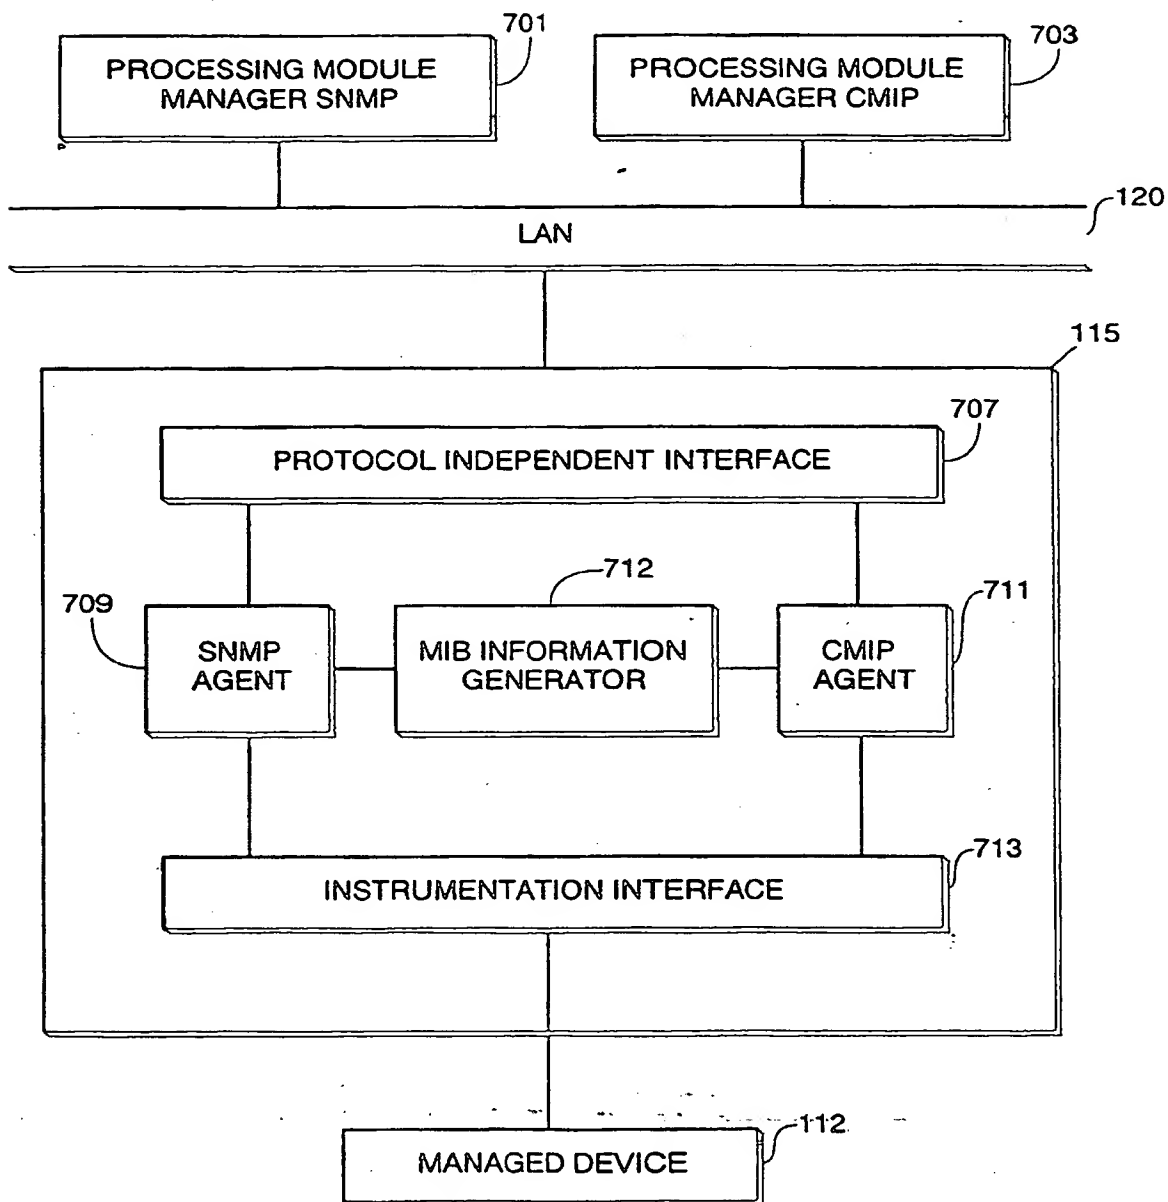 701
703
PROCESSING MODULE
MANAGER SNMP
PROCESSING MODULE
MANAGER CMIP
120
LAN
115
707
PROTOCOL INDEPENDENT INTERFACE
712
709
711
SNMP
AGENT
MIB INFORMATION
GENERATOR
CMIP
AGENT
713
INSTRUMENTATION INTERFACE
112
MANAGED DEVICE